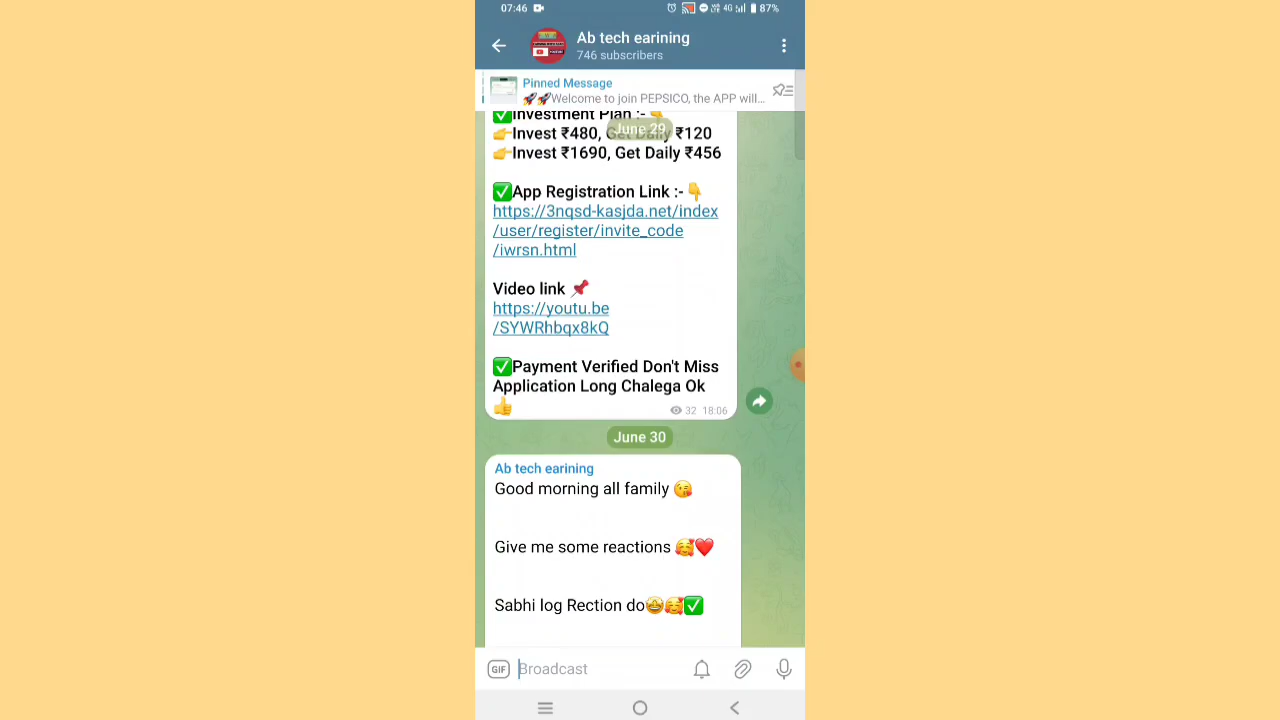 07:46 4G 87%
Ab tech earining
746 subscribers
Pinned Message
🚀🚀Welcome to join PEPSICO, the APP will...
✅Investment Plan :- 👇
June 29
👉Invest ₹480, Get Daily ₹120
👉Invest ₹1690, Get Daily ₹456
✅App Registration Link :-👇
https://3nqsd-kasjda.net/index
/user/register/invite_code
/iwrsn.html
Video link 📌
https://youtu.be
/SYWRhbqx8kQ
✅Payment Verified Don't Miss
Application Long Chalega Ok
👍
32 18:06
June 30
Ab tech earining
Good morning all family 😘
Give me some reactions 🥰❤️
Sabhi log Rection do🤩🥰✅
GIF Broadcast